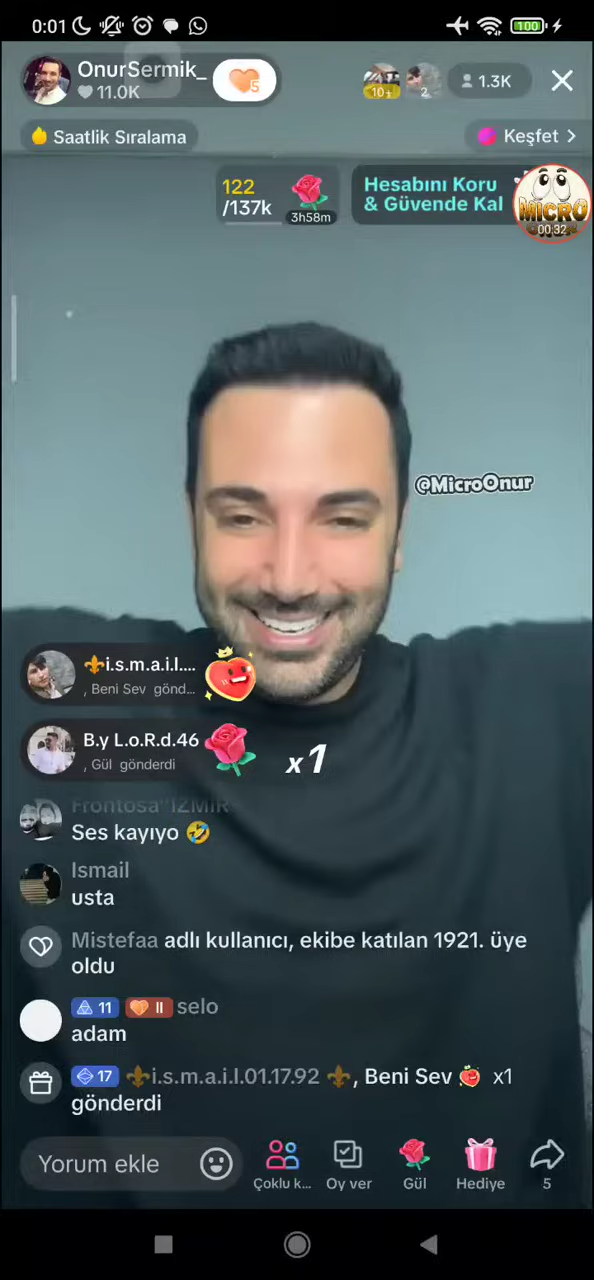 0:01
100
OnurSermik_
11.0K
5
10+
2
1.3K
Saatlik Sıralama
Keşfet
122
/137k
3h58m
Hesabını Koru
& Güvende Kal
MICRO
00:32
@MicroOnur
i.s.m.a.i.l....
, Beni Sev gönd...
B.y L.o.R.d.46
, Gül gönderdi
x1
Frontosa"İZMİR
Ses kayıyo 🤣
Ismail
usta
Mistefaa adlı kullanıcı, ekibe katılan 1921. üye
oldu
11 II selo
adam
17 ⚜i.s.m.a.i.l.01.17.92 ⚜, Beni Sev x1
gönderdi
Yorum ekle
Çoklu k...
Oy ver
Gül
Hediye
5